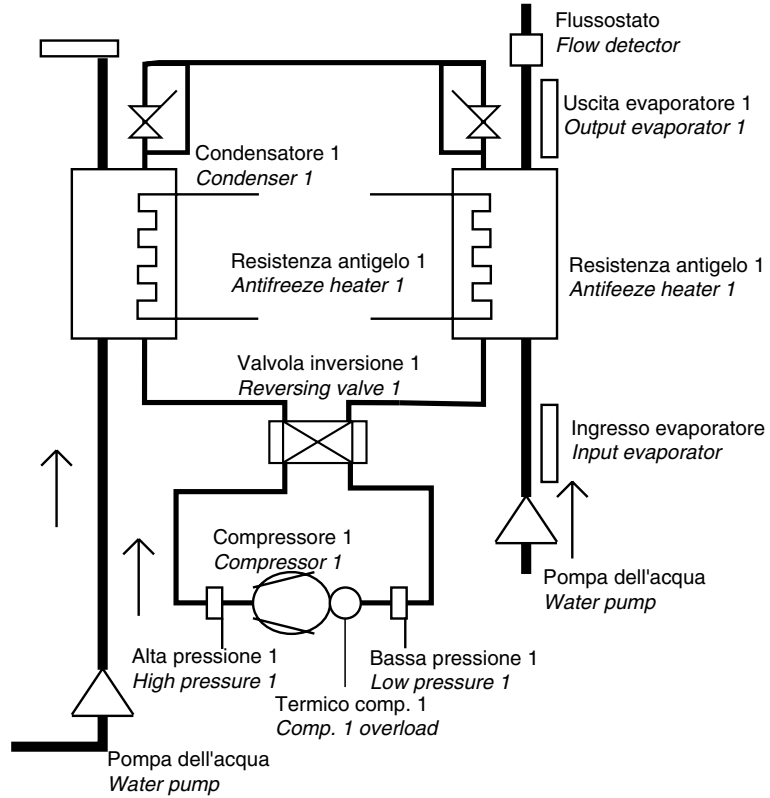 Flussostato
Flow detector
Uscita evaporatore 1
Output evaporator 1
Condensatore 1
Condenser 1
Resistenza antigelo 1
Antifreeze heater 1
Resistenza antigelo 1
Antifeeze heater 1
Valvola inversione 1
Reversing valve 1
Ingresso evaporatore
Input evaporator
Compressore 1
Compressor 1
Pompa dell'acqua
Water pump
Alta pressione 1
High pressure 1
Bassa pressione 1
Low pressure 1
Termico comp. 1
Comp. 1 overload
Pompa dell'acqua
Water pump